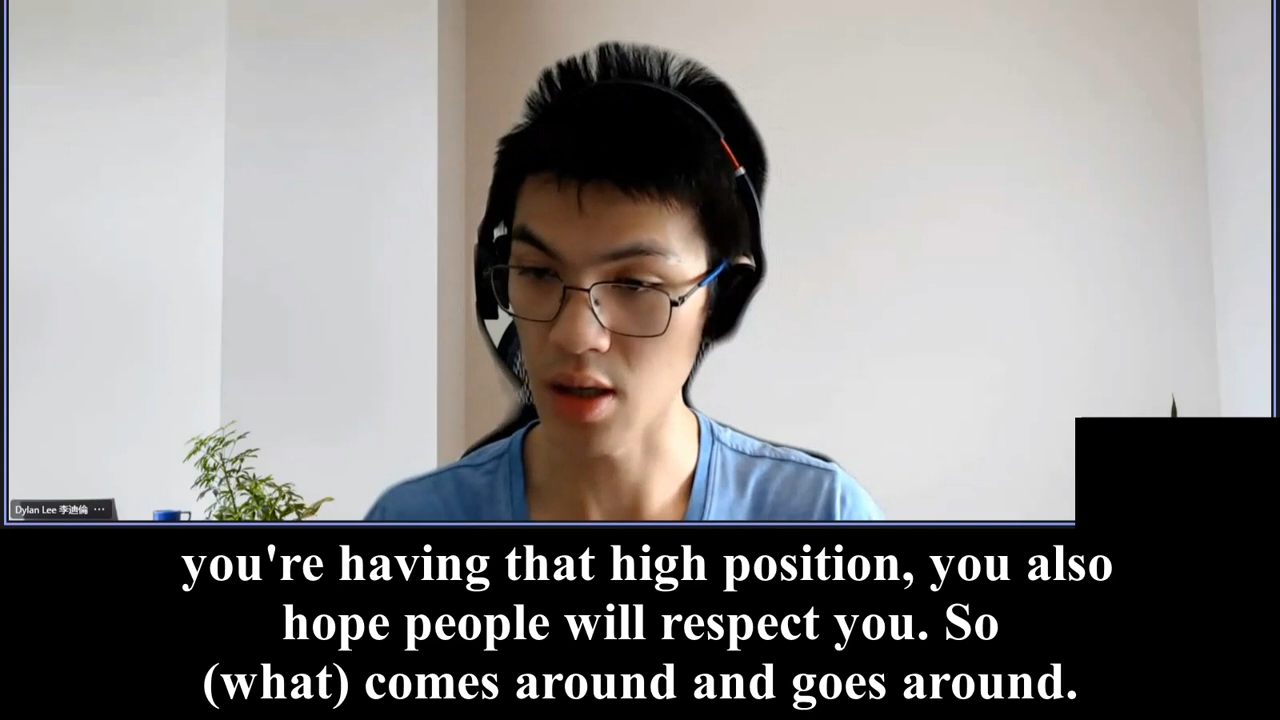 Dylan Lee 李迪倫 ···
you're having that high position, you also
hope people will respect you. So
(what) comes around and goes around.